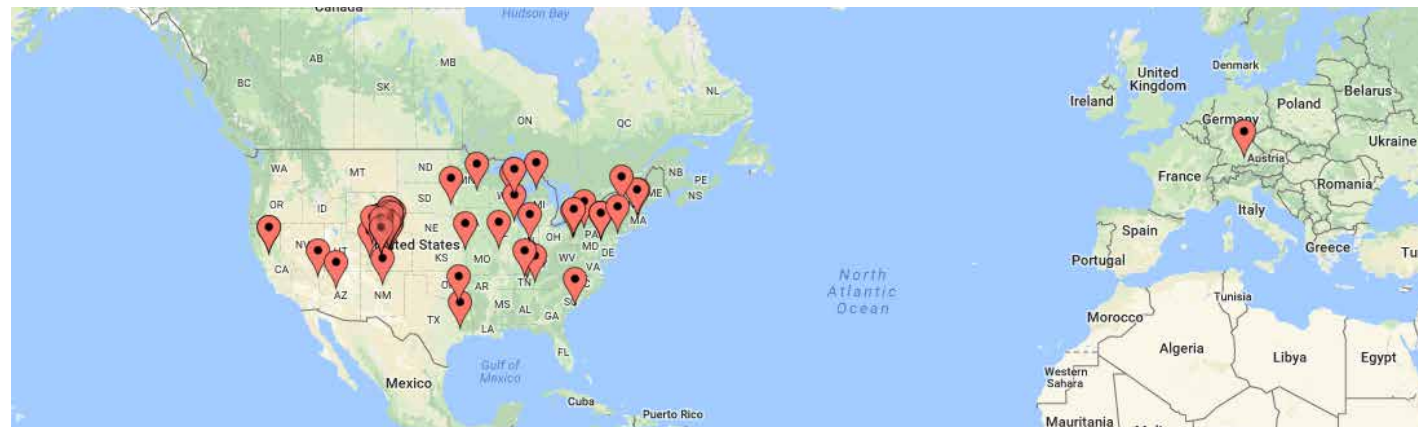 Canada
Hudson Bay
AB
MB
BC
SK
NL
ON
QC
NB
PE
NS
WA
MT
ND
MN
ME
OR
ID
SD
MI
MA
NV
UT
NE
United States
OH
PA
MD
DE
CA
KS
MO
WV
VA
AZ
NM
AR
TN
TX
MS
AL
GA
LA
FL
Gulf of
Mexico
Mexico
Cuba
Puerto Rico
North
Atlantic
Ocean
United
Kingdom
Ireland
Denmark
Belarus
Poland
Germany
Ukraine
Austria
France
Romania
Italy
Spain
Portugal
Greece
Tunisia
Morocco
Algeria
Libya
Egypt
Western
Sahara
Mauritania